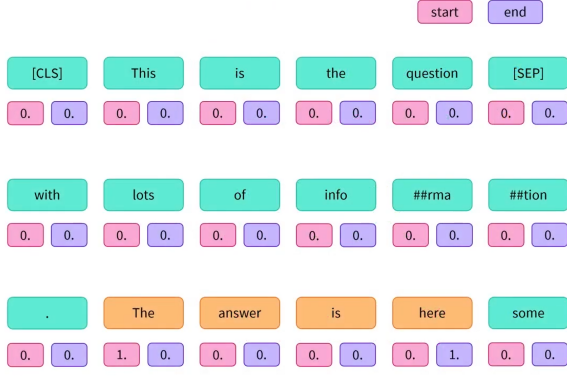 start end
[CLS] This is the question [SEP]
0. 0. 0. 0. 0. 0. 0. 0. 0. 0. 0. 0.
with lots of info ##rma ##tion
0. 0. 0. 0. 0. 0. 0. 0. 0. 0. 0. 0.
. The answer is here some
0. 0. 1. 0. 0. 0. 0. 0. 0. 1. 0. 0.